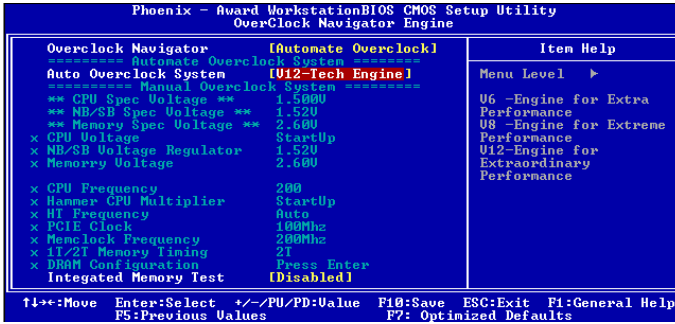 Phoenix - Award WorkstationBIOS CMOS Setup Utility
OverClock Navigator Engine
Overclock Navigator [Automate Overclock]
========= Automate Overclock System ========
Auto Overclock System [V12-Tech Engine]
========== Manual Overclock System =========
** CPU Spec Voltage ** 1.500V
** NB/SB Spec Voltage ** 1.52V
** Memory Spec Voltage ** 2.60V
x CPU Voltage StartUp
x NB/SB Voltage Regulator 1.52V
x Memorry Voltage 2.60V
x CPU Frequency 200
x Hammer CPU Multiplier StartUp
x HT Frequency Auto
x PCIE Clock 100Mhz
x Memclock Frequency 200Mhz
x 1T/2T Memory Timing 2T
x DRAM Configuration Press Enter
Integated Memory Test [Disabled]
Item Help
Menu Level ►
V6 -Engine for Extra
Performance
V8 -Engine for Extreme
Performance
V12-Engine for
Extraordinary
Performance
↑↓→←:Move Enter:Select +/-/PU/PD:Value F10:Save ESC:Exit F1:General Help
F5:Previous Values F7: Optimized Defaults